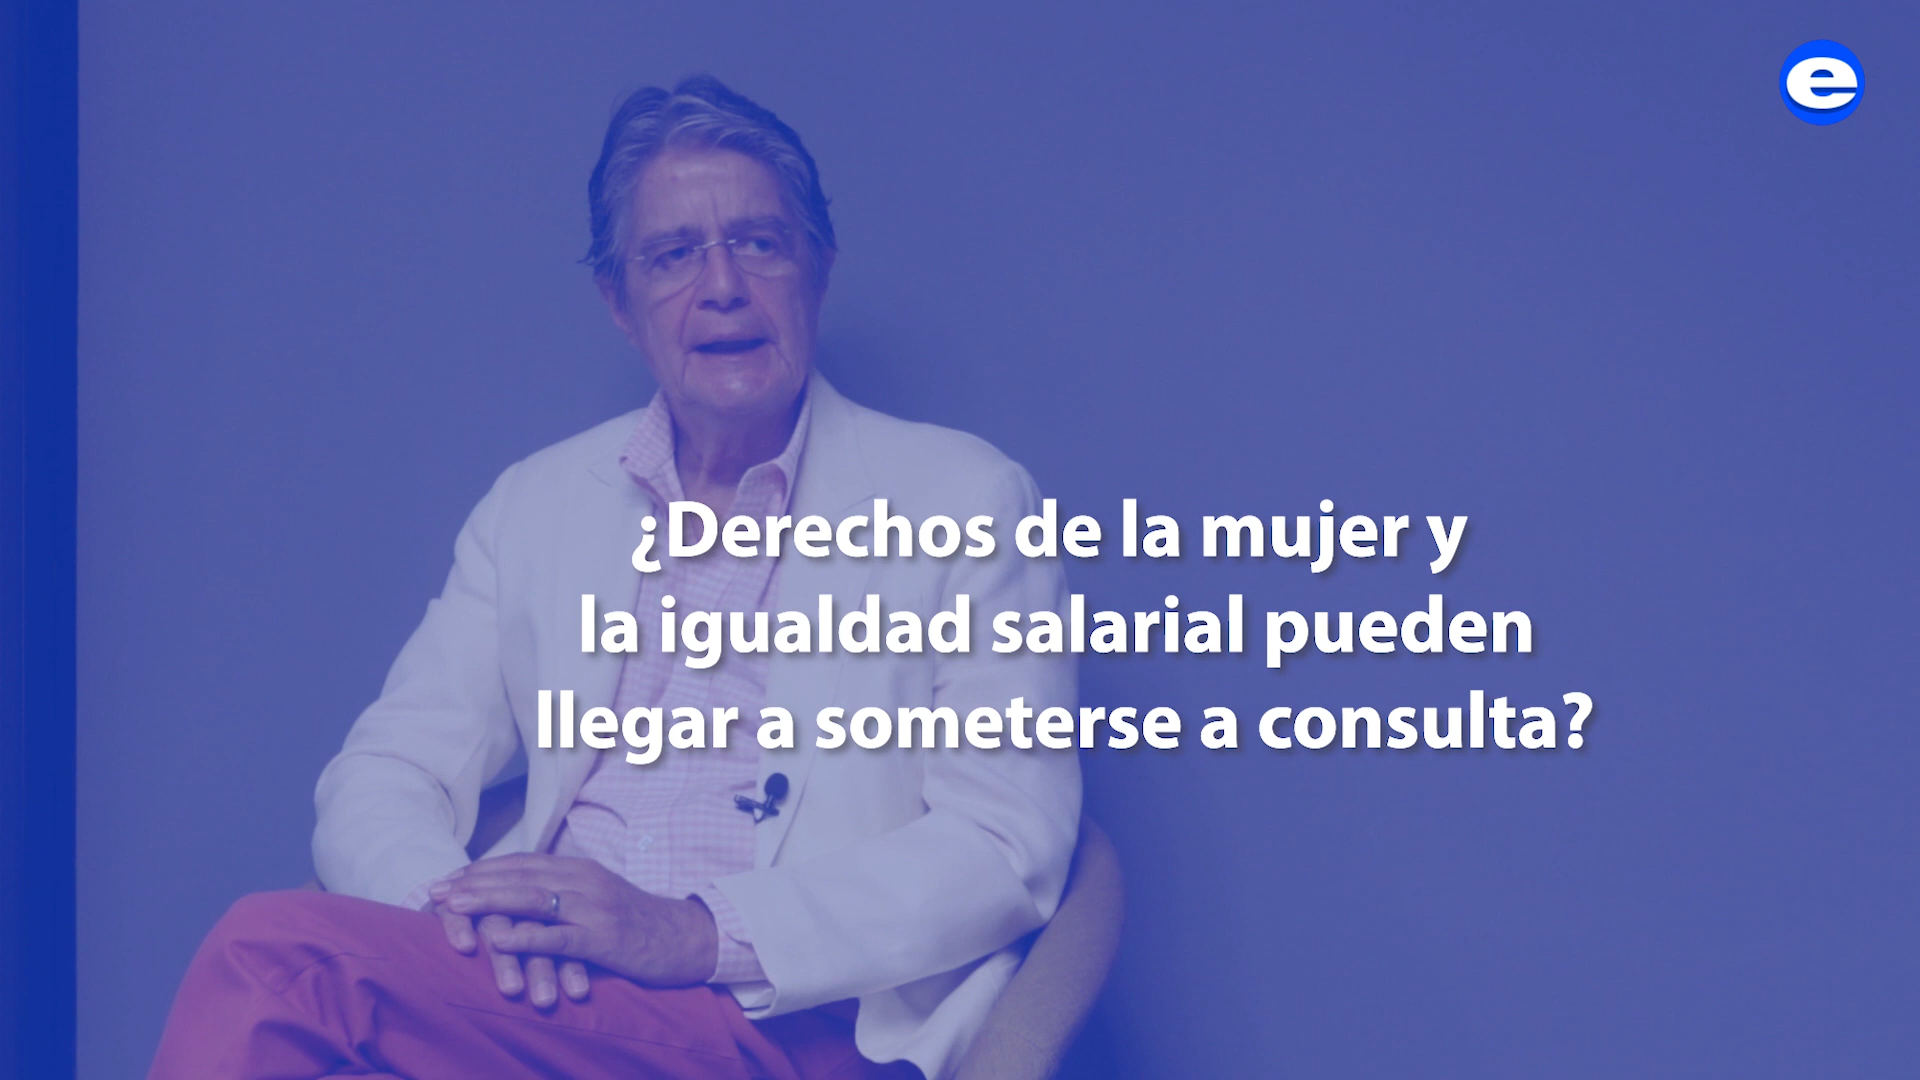 e
¿Derechos de la mujer y
la igualdad salarial pueden
llegar a someterse a consulta?